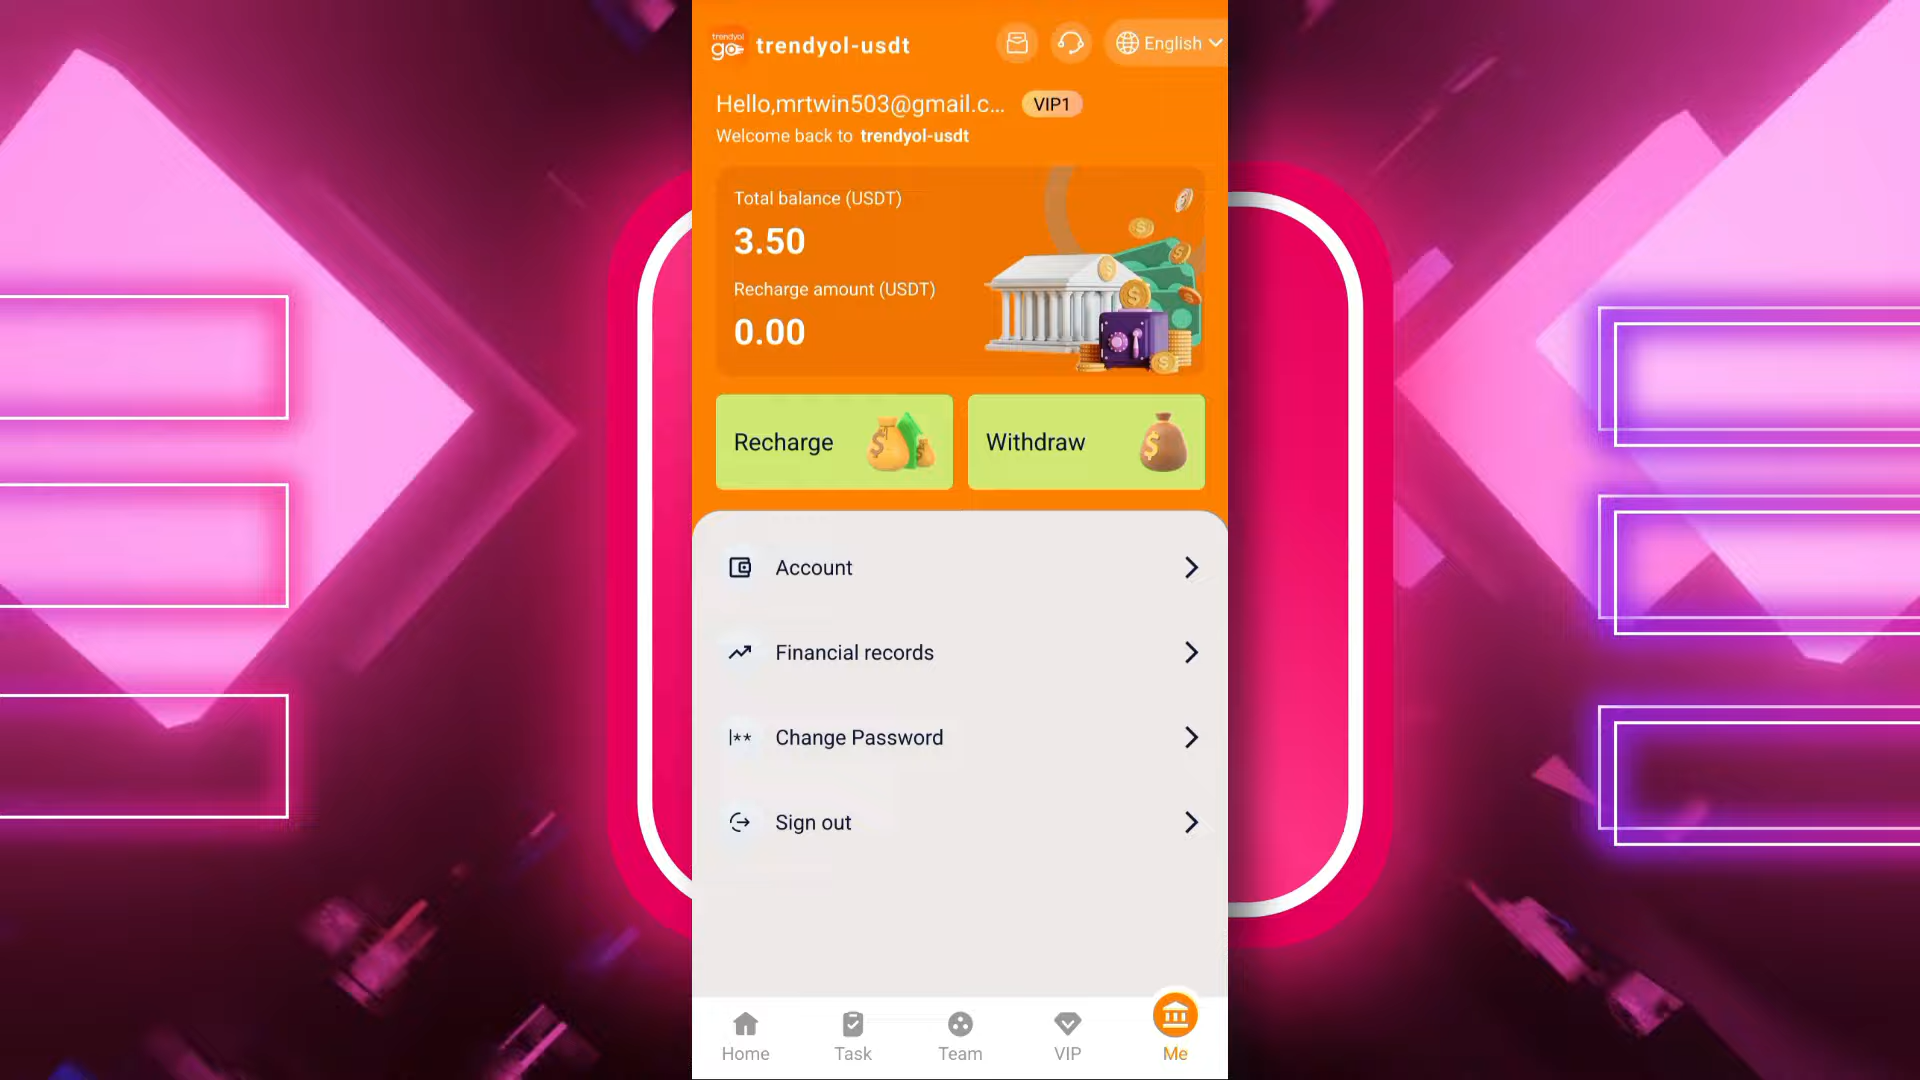 trendyol
go
trendyol-usdt
English
Hello,mrtwin503@gmail.c...
VIP1
Welcome back to trendyol-usdt
Total balance (USDT)
3.50
Recharge amount (USDT)
0.00
Recharge
Withdraw
Account
Financial records
Change Password
Sign out
Home
Task
Team
VIP
Me